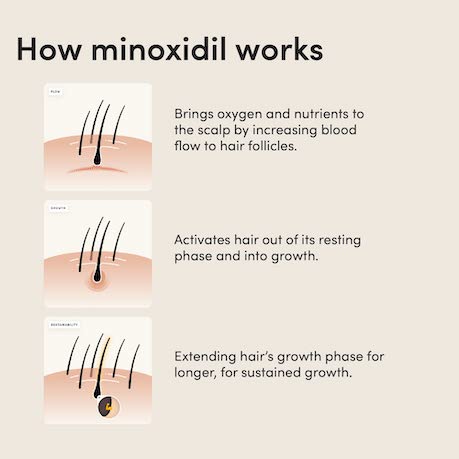 How minoxidil works
FLOW
Brings oxygen and nutrients to
the scalp by increasing blood
flow to hair follicles.
GROWTH
Activates hair out of its resting
phase and into growth.
SUSTAINABILITY
Extending hair's growth phase for
longer, for sustained growth.